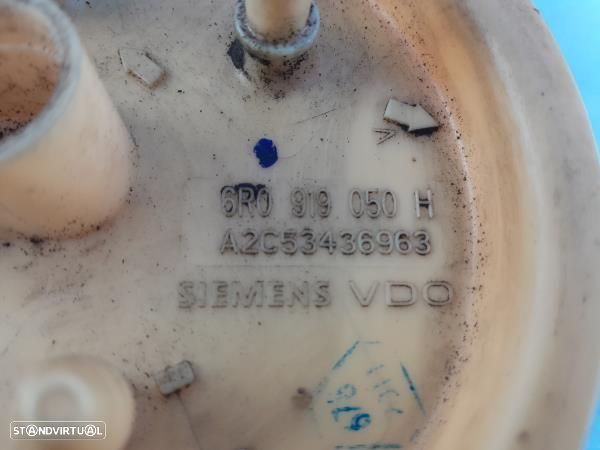 6R0 919 050 H
A2C53436963
SIEMENS VDO
STANDVIRTUAL